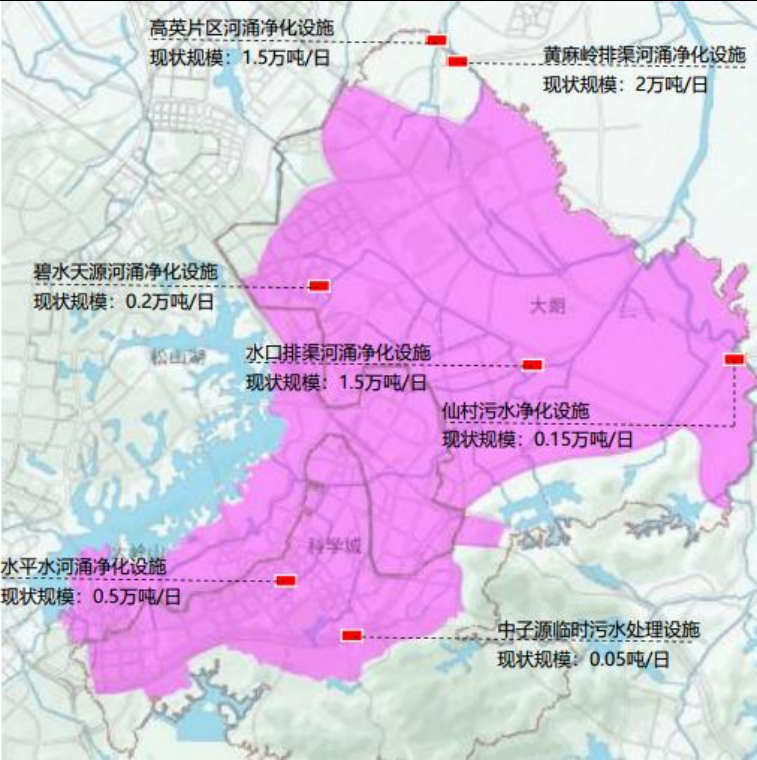 高英片区河涌净化设施
现状规模：1.5万吨/日
黄麻岭排渠河涌净化设施
现状规模：2万吨/日
碧水天源河涌净化设施
现状规模：0.2万吨/日
大朗
松山湖
水口排渠河涌净化设施
现状规模：1.5万吨/日
仙村污水净化设施
现状规模：0.15万吨/日
科学城
大岭山
水平水河涌净化设施
现状规模：0.5万吨/日
中子源临时污水处理设施
现状规模：0.05吨/日